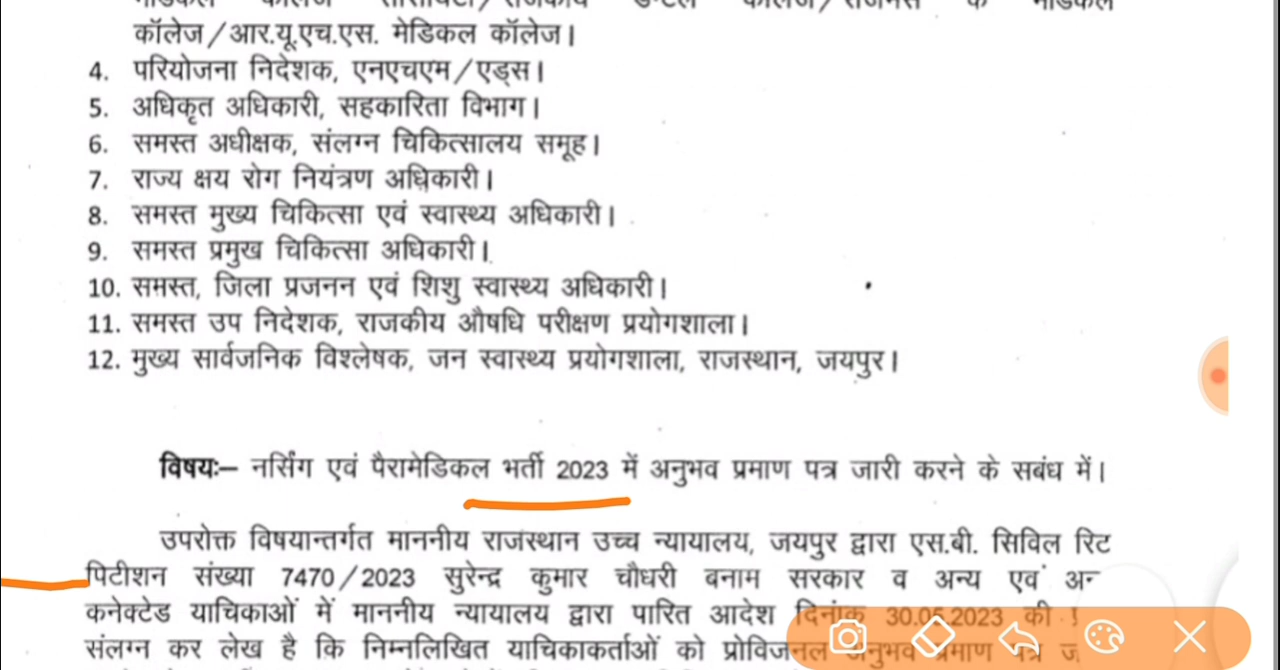 कॉलेज/आर.यू.एच.एस. मेडिकल कॉलेज।
4. परियोजना निदेशक, एनएचएम/एड्स।
5. अधिकृत अधिकारी, सहकारिता विभाग।
6. समस्त अधीक्षक, संलग्न चिकित्सालय समूह।
7. राज्य क्षय रोग नियंत्रण अधिकारी।
8. समस्त मुख्य चिकित्सा एवं स्वास्थ्य अधिकारी।
9. समस्त प्रमुख चिकित्सा अधिकारी।
10. समस्त, जिला प्रजनन एवं शिशु स्वास्थ्य अधिकारी।
11. समस्त उप निदेशक, राजकीय औषधि परीक्षण प्रयोगशाला।
12. मुख्य सार्वजनिक विश्लेषक, जन स्वास्थ्य प्रयोगशाला, राजस्थान, जयपुर।
विषयः– नर्सिंग एवं पैरामेडिकल भर्ती 2023 में अनुभव प्रमाण पत्र जारी करने के सबंध में।
उपरोक्त विषयान्तर्गत माननीय राजस्थान उच्च न्यायालय, जयपुर द्वारा एस.बी. सिविल रिट
पिटीशन संख्या 7470/2023 सुरेन्द्र कुमार चौधरी बनाम सरकार व अन्य एवं
कनेक्टेड याचिकाओं में माननीय न्यायालय द्वारा पारित आदेश दिनांक 30.05.2023 की
संलग्न कर लेख है कि निम्नलिखित याचिकाकर्ताओं को प्रोविजनल अनुभव प्रमाण पत्र